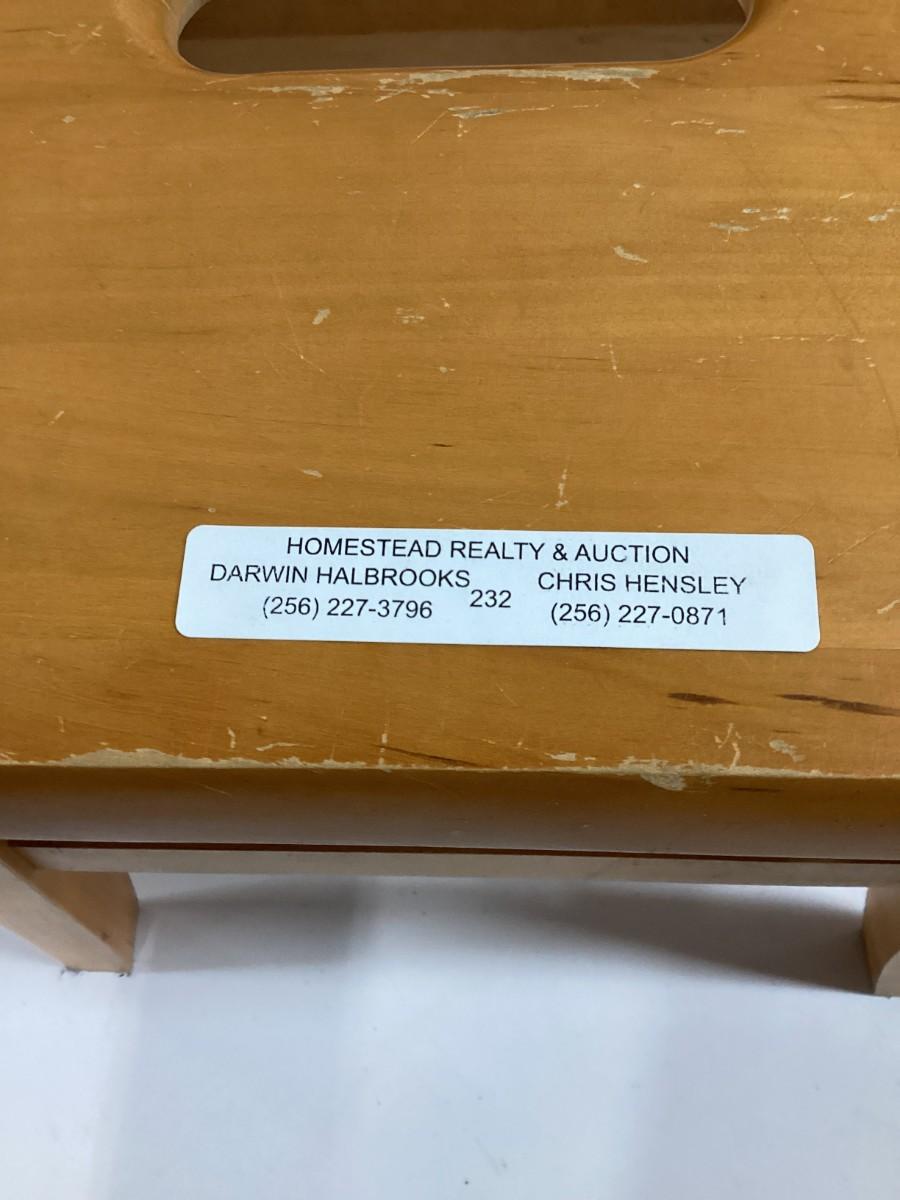 HOMESTEAD REALTY & AUCTION
DARWIN HALBROOKS 232 CHRIS HENSLEY
(256) 227-3796 (256) 227-0871